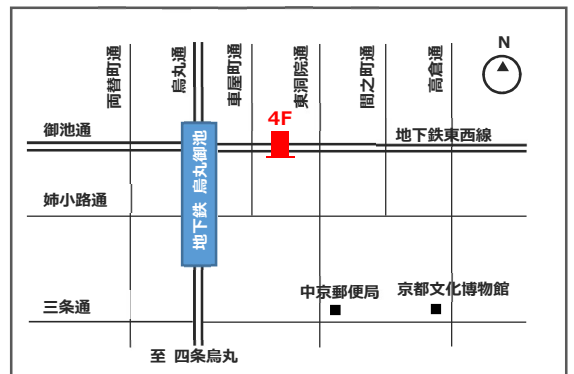 両替町通
烏丸通
車屋町通
東洞院通
間之町通
高倉通
N
4F
御池通
地下鉄東西線
地下鉄 烏丸御池
姉小路通
中京郵便局
京都文化博物館
三条通
至 四条烏丸